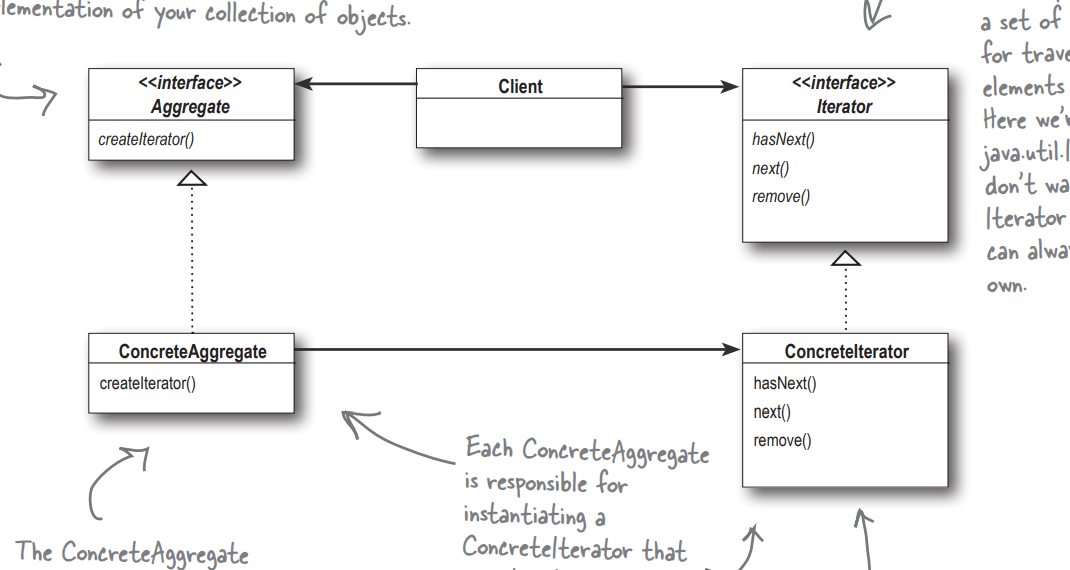 lementation of your collection of objects.
<<interface>>
Aggregate
createIterator()
Client
<<interface>>
Iterator
hasNext()
next()
remove()
a set of
for trave
elements
Here we'r
java.util.I
don't wa
Iterator
can alwa
own.
ConcreteAggregate
createIterator()
ConcreteIterator
hasNext()
next()
remove()
Each ConcreteAggregate
is responsible for
instantiating a
ConcreteIterator that
The ConcreteAggregate